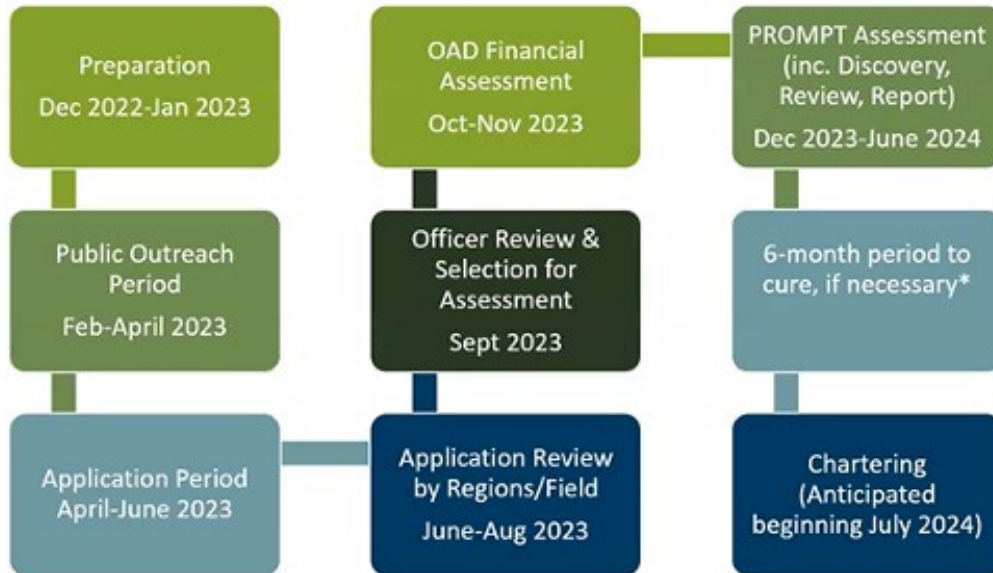 Preparation
Dec 2022-Jan 2023
Public Outreach
Period
Feb-April 2023
Application Period
April-June 2023
Application Review
by Regions/Field
June-Aug 2023
Officer Review &
Selection for
Assessment
Sept 2023
OAD Financial
Assessment
Oct-Nov 2023
PROMPT Assessment
(inc. Discovery,
Review, Report)
Dec 2023-June 2024
6-month period to
cure, if necessary*
Chartering
(Anticipated
beginning July 2024)